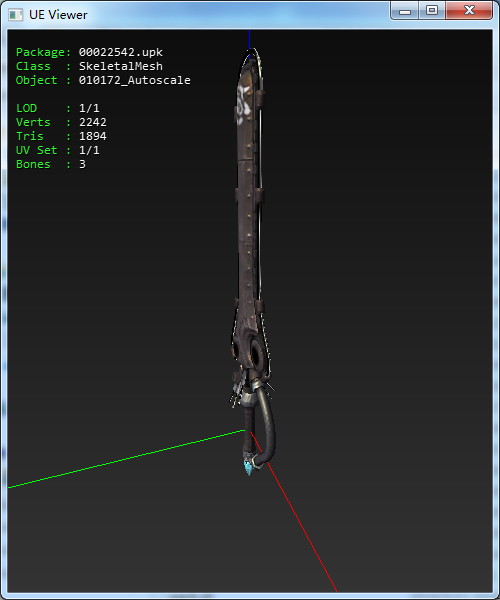 UE Viewer
Package: 00022542.upk
Class  : SkeletalMesh
Object : 010172_Autoscale
LOD    : 1/1
Verts  : 2242
Tris   : 1894
UV Set : 1/1
Bones  : 3